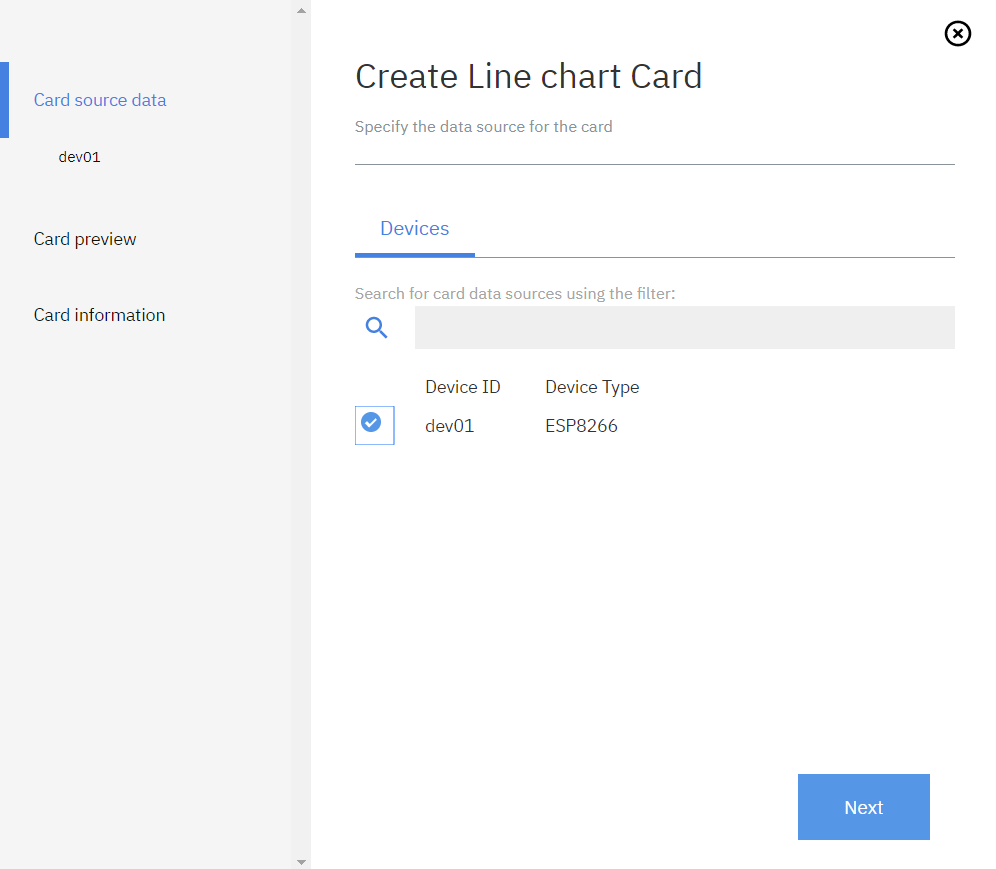 Card source data
dev01
Card preview
Card information
Create Line chart Card
Specify the data source for the card
Devices
Search for card data sources using the filter:
Device ID Device Type
dev01 ESP8266
Next